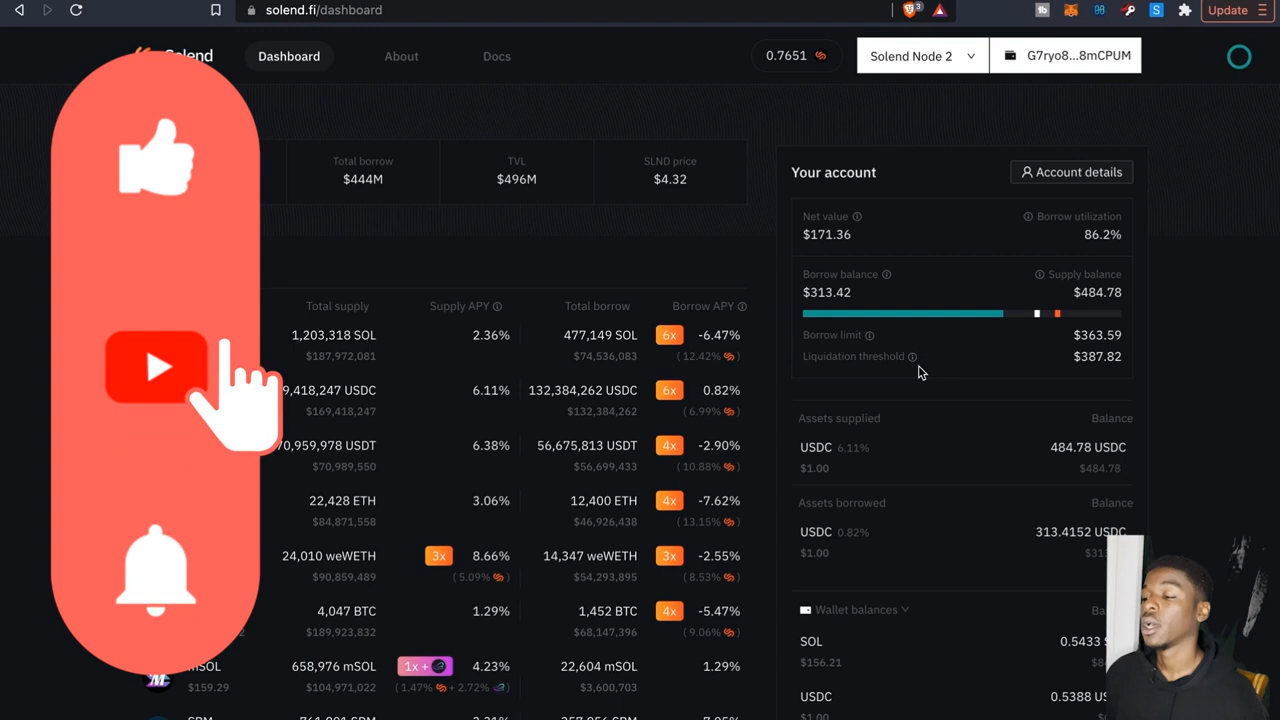 solend.fi/dashboard
Update
Dashboard
About
Docs
0.7651
Solend Node 2
G7ryo8...8mCPUM
Total borrow
$444M
TVL
$496M
SLND price
$4.32
Your account
Account details
Net value
Borrow utilization
$171.36
86.2%
Borrow balance
Supply balance
$313.42
$484.78
Borrow limit
$363.59
Liquidation threshold
$387.82
Assets supplied
Balance
USDC 6.11%
484.78 USDC
$1.00
$484.78
Assets borrowed
Balance
USDC 0.82%
313.4152 USDC
$1.00
Wallet balances
SOL
0.5433
$156.21
USDC
0.5388
$1.00
Total supply
Supply APY
Total borrow
Borrow APY
1,203,318 SOL
2.36%
477,149 SOL
6x
-6.47%
$187,972,081
$74,536,083
(12.42%)
9,418,247 USDC
6.11%
132,384,262 USDC
6x
0.82%
$169,418,247
$132,384,262
(6.99%)
70,959,978 USDT
6.38%
56,675,813 USDT
4x
-2.90%
$70,989,550
$56,699,433
(10.88%)
22,428 ETH
3.06%
12,400 ETH
4x
-7.62%
$84,871,558
$46,926,438
(13.15%)
24,010 weWETH
3x
8.66%
14,347 weWETH
3x
-2.55%
$90,859,489
(5.09%)
$54,293,895
(8.53%)
4,047 BTC
1.29%
1,452 BTC
4x
-5.47%
$189,923,832
$68,147,396
(9.06%)
mSOL
658,976 mSOL
1x +
4.23%
22,604 mSOL
1.29%
$159.29
$104,971,022
(1.47% + 2.72%)
$3,600,703